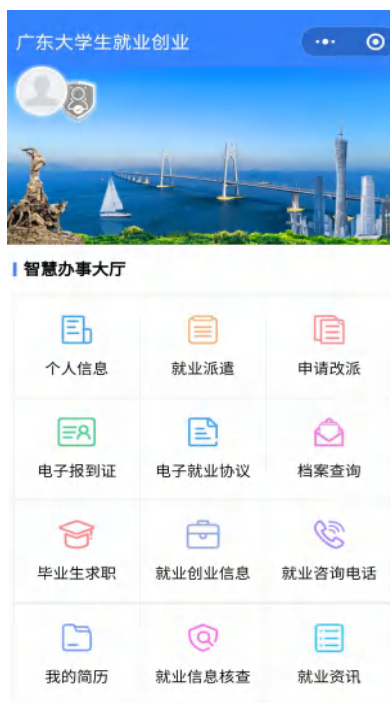 广东大学生就业创业
智慧办事大厅
个人信息
就业派遣
申请改派
电子报到证
电子就业协议
档案查询
毕业生求职
就业创业信息
就业咨询电话
我的简历
就业信息核查
就业资讯